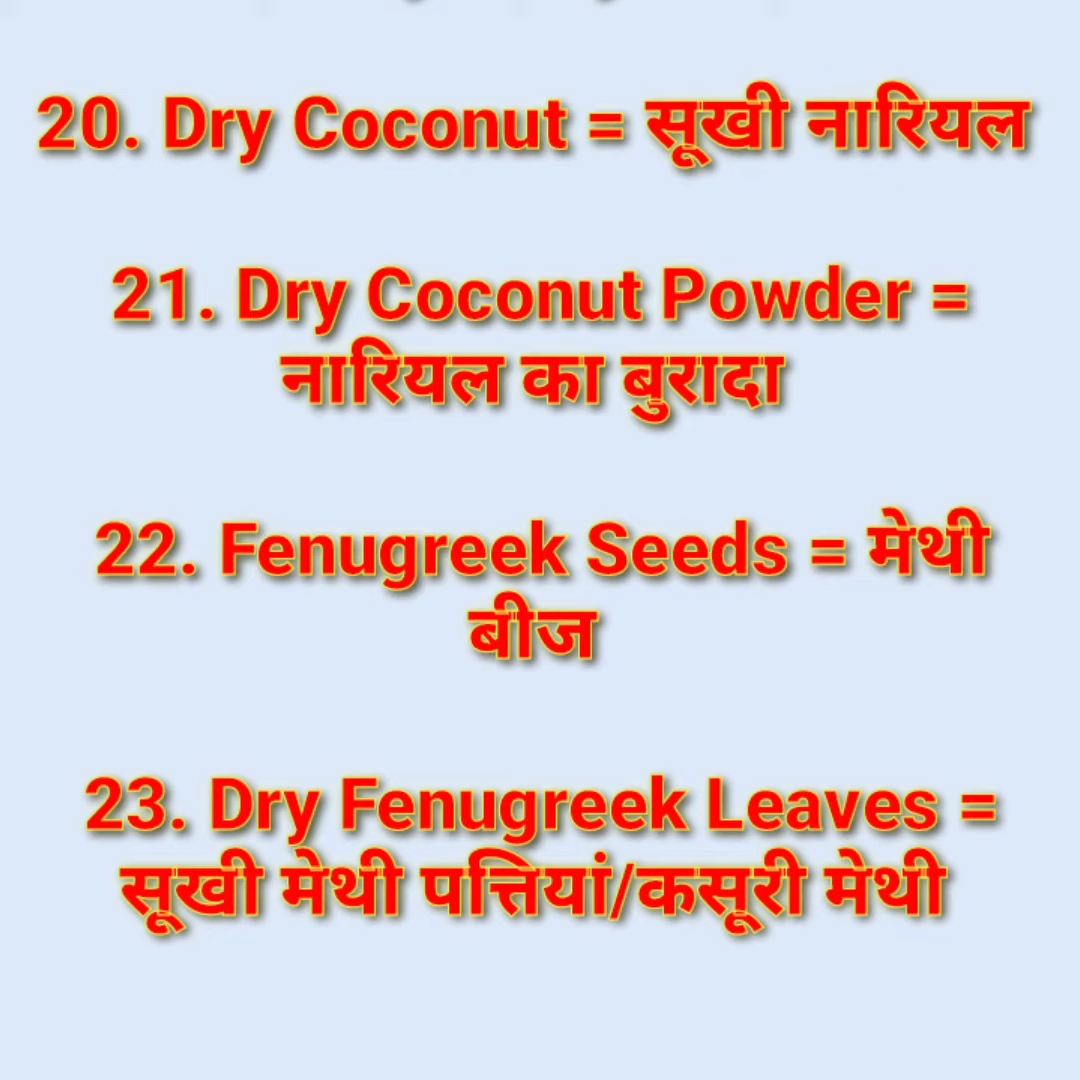 20. Dry Coconut = सूखी नारियल
21. Dry Coconut Powder =
नारियल का बुरादा
22. Fenugreek Seeds = मेथी
बीज
23. Dry Fenugreek Leaves =
सूखी मेथी पत्तियां/कसूरी मेथी